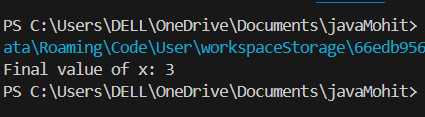 PS C:\Users\DELL\OneDrive\Documents\javaMohit>
ata\Roaming\Code\User\workspaceStorage\66edb956
Final value of x: 3
PS C:\Users\DELL\OneDrive\Documents\javaMohit>